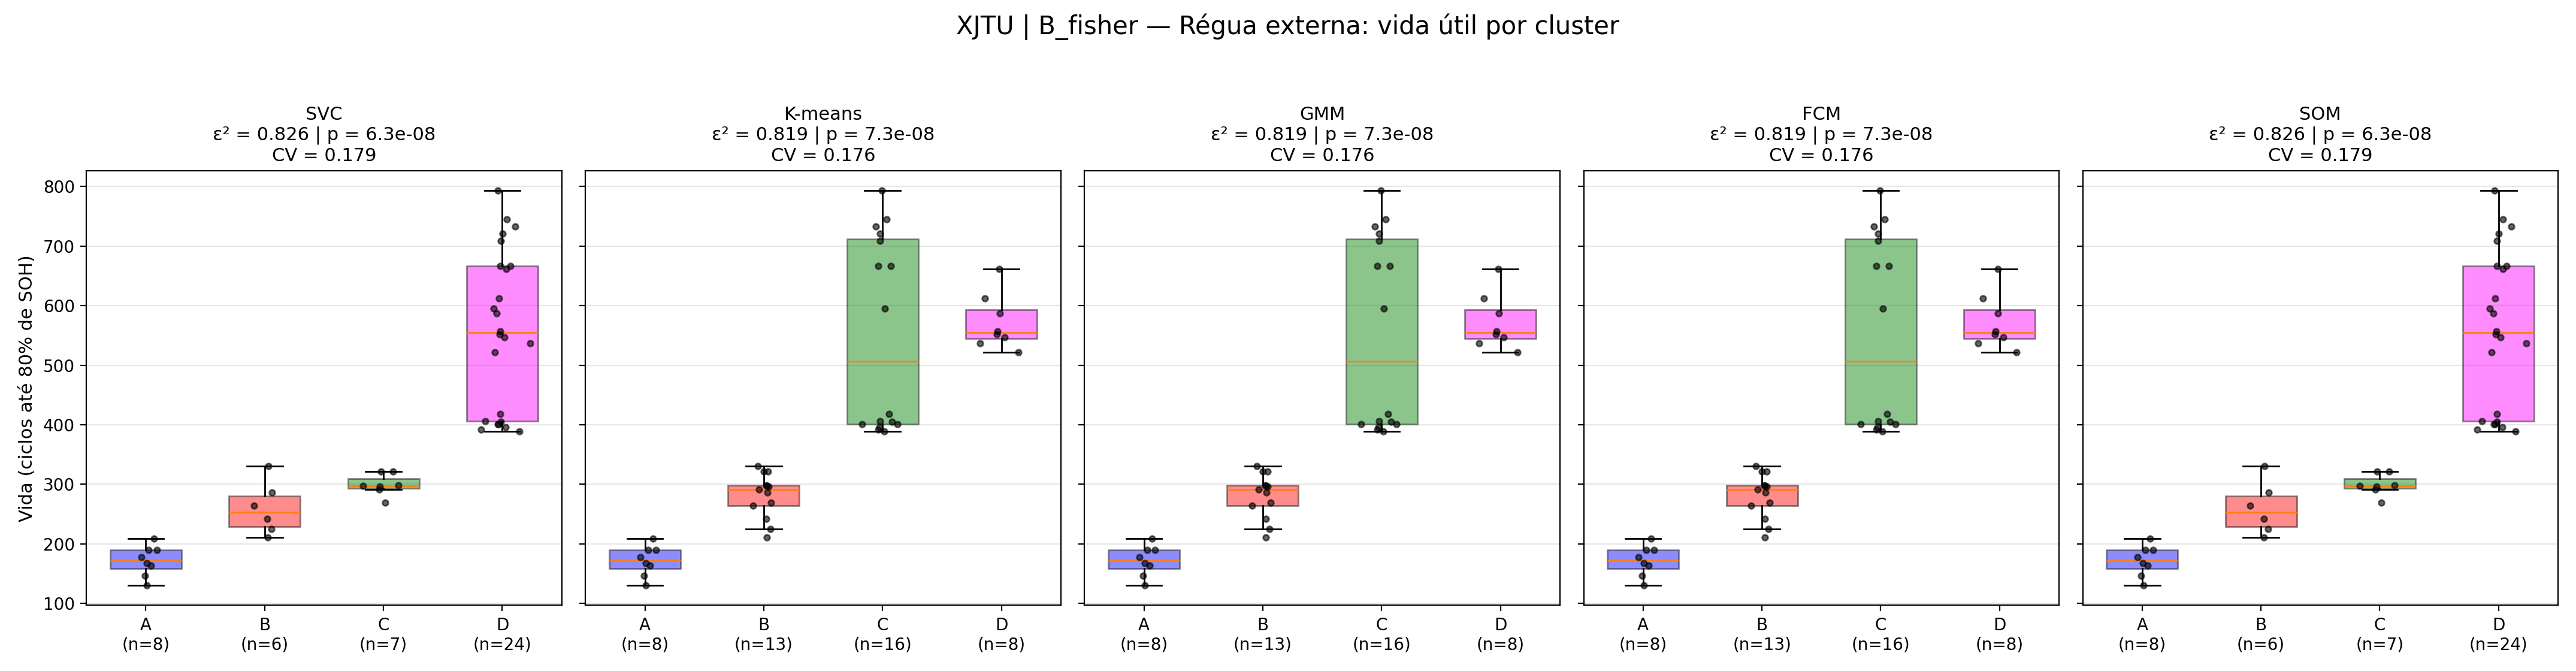 XJTU | B_fisher — Régua externa: vida útil por cluster
SVC
ε² = 0.826 | p = 6.3e-08
CV = 0.179
K-means
ε² = 0.819 | p = 7.3e-08
CV = 0.176
GMM
ε² = 0.819 | p = 7.3e-08
CV = 0.176
FCM
ε² = 0.819 | p = 7.3e-08
CV = 0.176
SOM
ε² = 0.826 | p = 6.3e-08
CV = 0.179
Vida (ciclos até 80% de SOH)
800
700
600
500
400
300
200
100
A
(n=8)
B
(n=6)
C
(n=7)
D
(n=24)
A
(n=8)
B
(n=13)
C
(n=16)
D
(n=8)
A
(n=8)
B
(n=13)
C
(n=16)
D
(n=8)
A
(n=8)
B
(n=13)
C
(n=16)
D
(n=8)
A
(n=8)
B
(n=6)
C
(n=7)
D
(n=24)